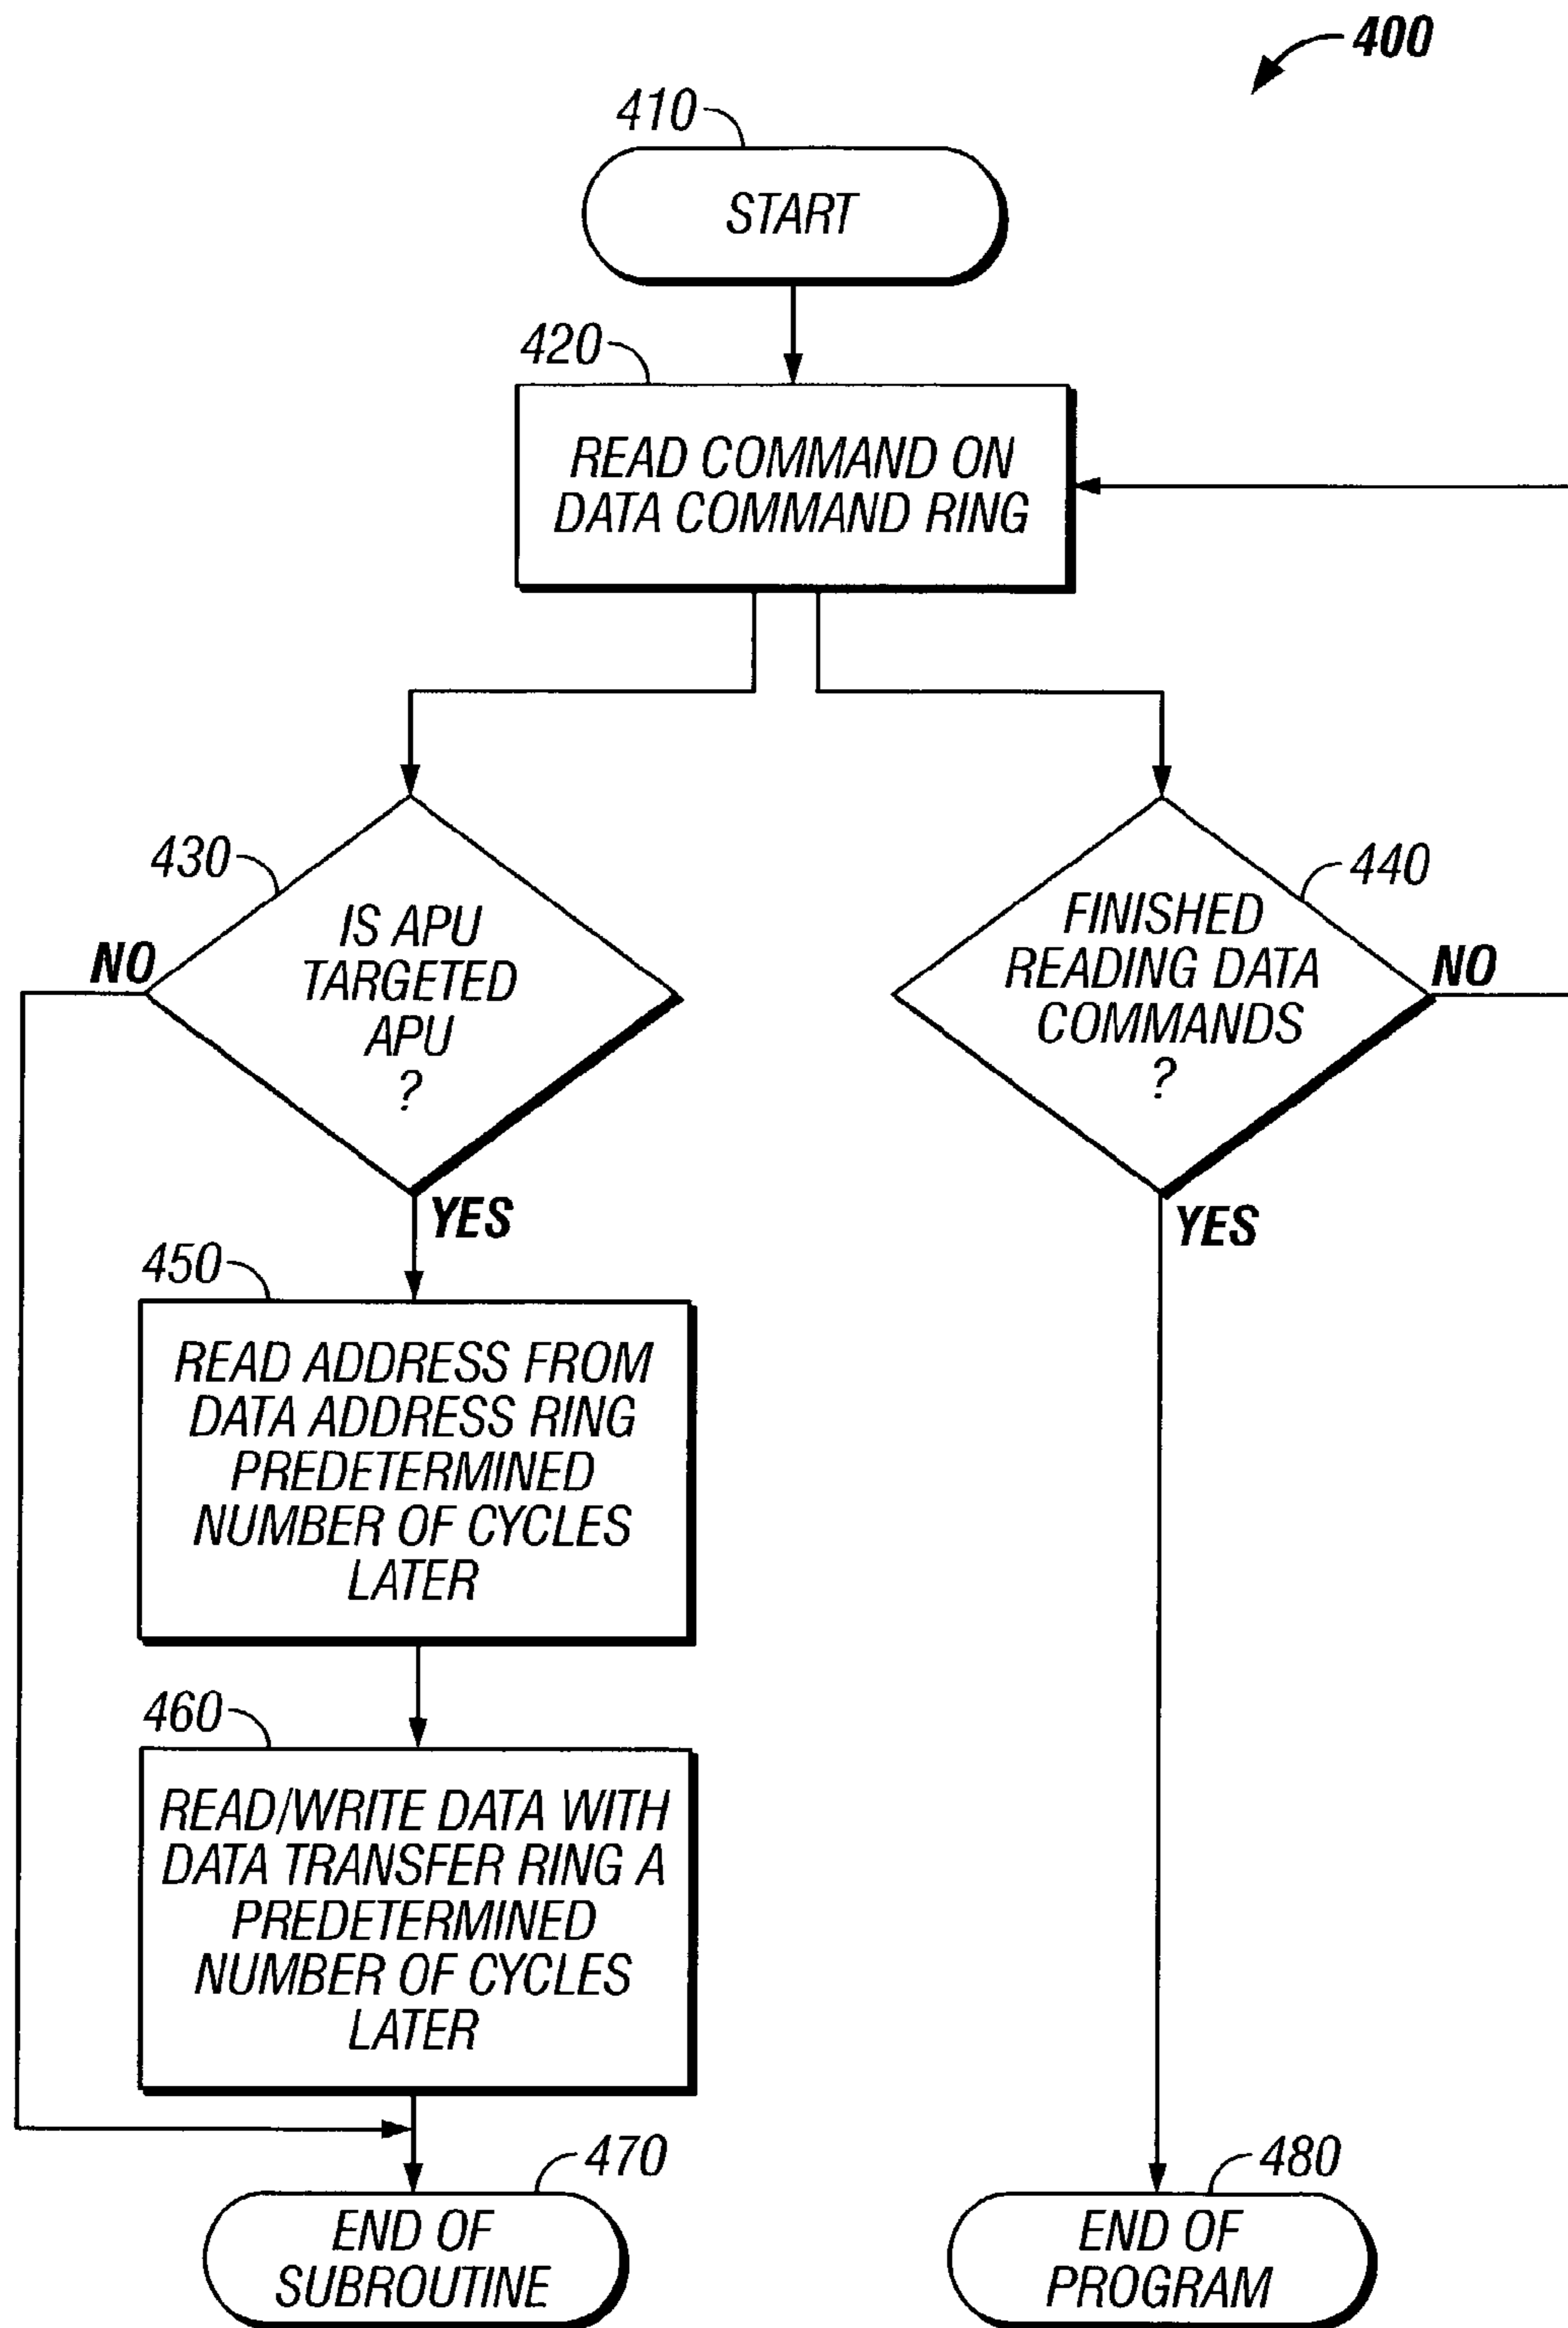 400
410
START
420
READ COMMAND ON
DATA COMMAND RING
430
IS APU
TARGETED
APU
?
NO
YES
440
FINISHED
READING DATA
COMMANDS
?
NO
YES
450
READ ADDRESS FROM
DATA ADDRESS RING
PREDETERMINED
NUMBER OF CYCLES
LATER
460
READ/WRITE DATA WITH
DATA TRANSFER RING A
PREDETERMINED
NUMBER OF CYCLES
LATER
470
END OF
SUBROUTINE
480
END OF
PROGRAM